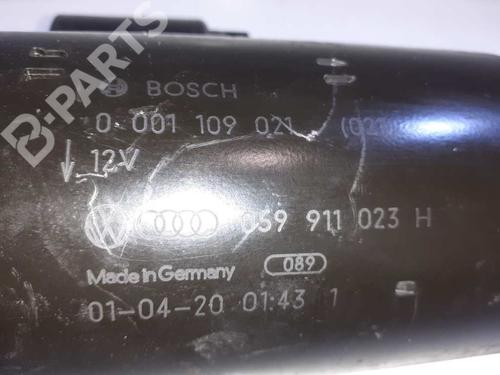 B-PARTS
BOSCH
0 001 109 021 (021
12V
059 911 023 H
Made in Germany 089
01-04-20 01:43 1